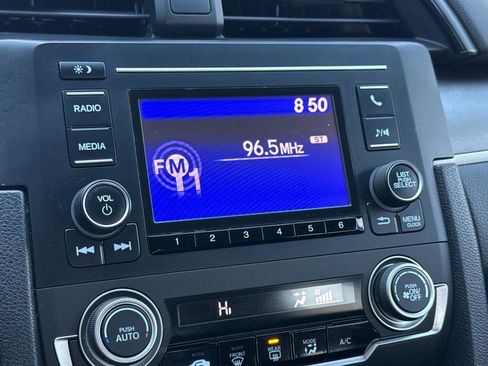 8 50
RADIO
MEDIA
ST
96.5MHz
FM1
VOL
LIST
PUSH
SELECT
MENU
CLOCK
1 2 3 4 5 6
PUSH
AUTO
Hi
PUSH
ON/
OFF
FRONT
REAR
MODE
A/C